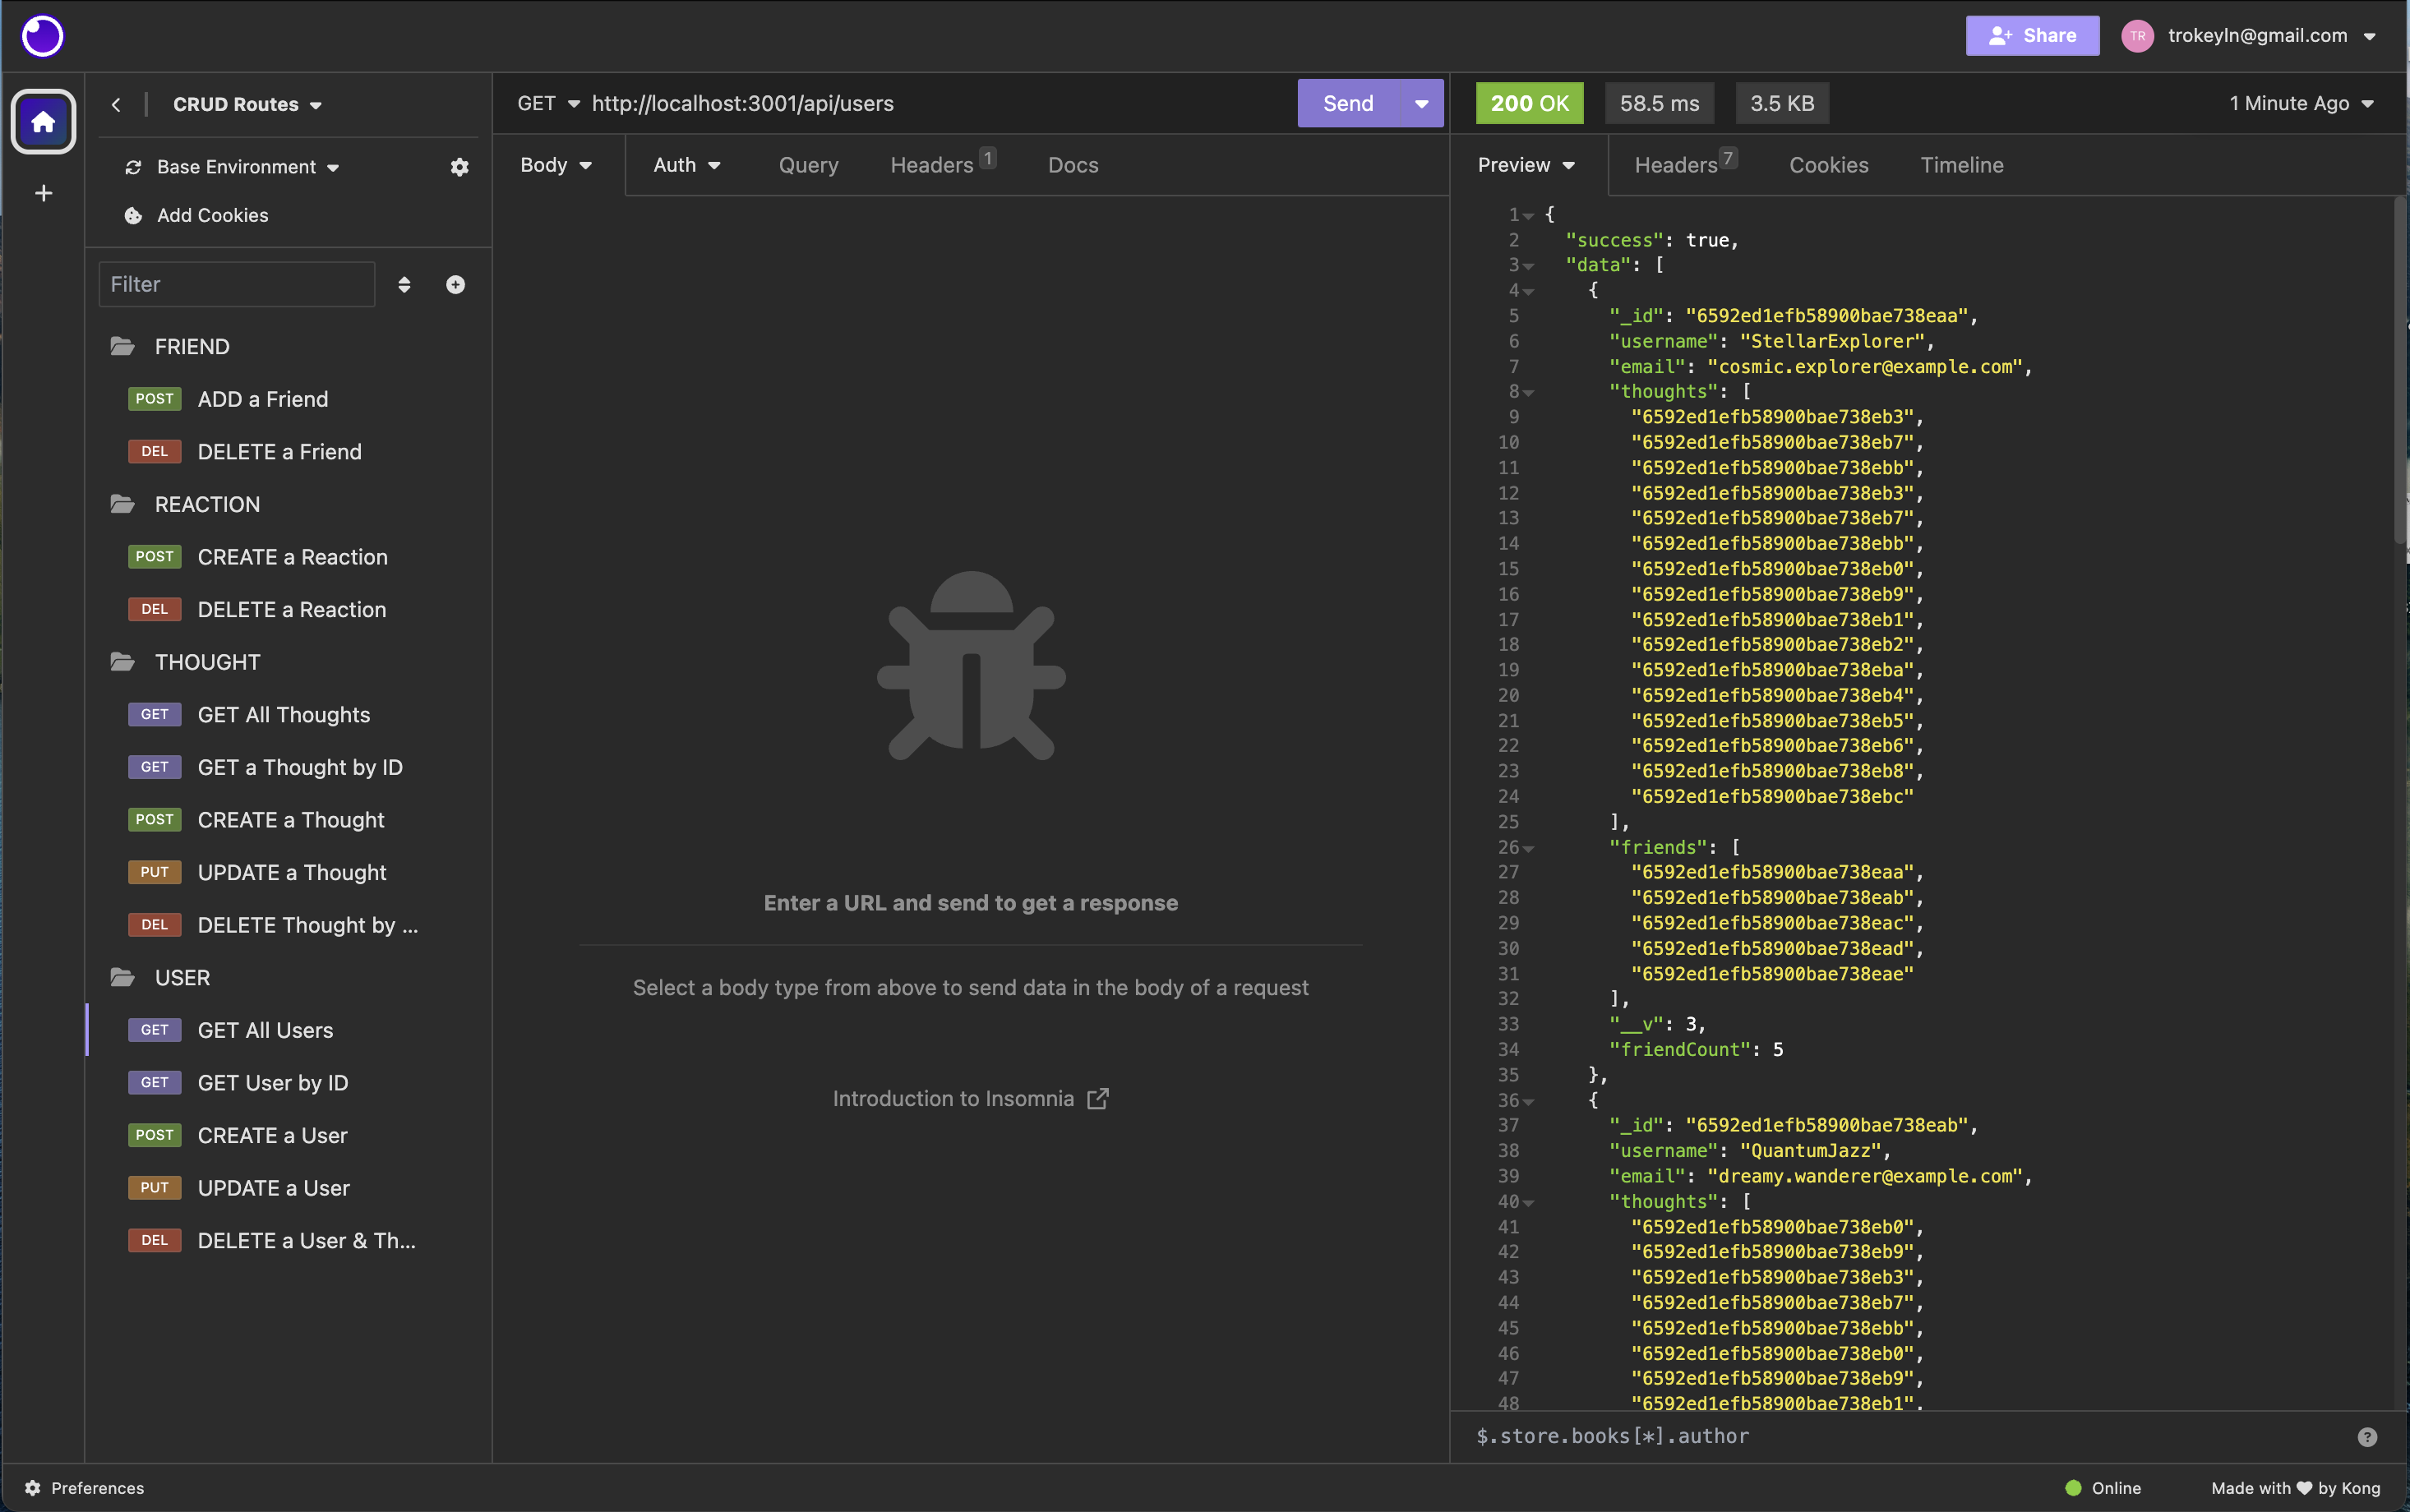 Share
TR
trokeyln@gmail.com
CRUD Routes
Base Environment
Add Cookies
Filter
FRIEND
POST ADD a Friend
DEL DELETE a Friend
REACTION
POST CREATE a Reaction
DEL DELETE a Reaction
THOUGHT
GET GET All Thoughts
GET GET a Thought by ID
POST CREATE a Thought
PUT UPDATE a Thought
DEL DELETE Thought by ...
USER
GET GET All Users
GET GET User by ID
POST CREATE a User
PUT UPDATE a User
DEL DELETE a User & Th...
Preferences
GET http://localhost:3001/api/users Send
Body Auth Query Headers 1 Docs
Enter a URL and send to get a response
Select a body type from above to send data in the body of a request
Introduction to Insomnia
200 OK 58.5 ms 3.5 KB 1 Minute Ago
Preview Headers 7 Cookies Timeline
1 {
2 "success": true,
3 "data": [
4 {
5 "_id": "6592ed1efb58900bae738eaa",
6 "username": "StellarExplorer",
7 "email": "cosmic.explorer@example.com",
8 "thoughts": [
9 "6592ed1efb58900bae738eb3",
10 "6592ed1efb58900bae738eb7",
11 "6592ed1efb58900bae738ebb",
12 "6592ed1efb58900bae738eb3",
13 "6592ed1efb58900bae738eb7",
14 "6592ed1efb58900bae738ebb",
15 "6592ed1efb58900bae738eb0",
16 "6592ed1efb58900bae738eb9",
17 "6592ed1efb58900bae738eb1",
18 "6592ed1efb58900bae738eb2",
19 "6592ed1efb58900bae738eba",
20 "6592ed1efb58900bae738eb4",
21 "6592ed1efb58900bae738eb5",
22 "6592ed1efb58900bae738eb6",
23 "6592ed1efb58900bae738eb8",
24 "6592ed1efb58900bae738ebc"
25 ],
26 "friends": [
27 "6592ed1efb58900bae738eaa",
28 "6592ed1efb58900bae738eab",
29 "6592ed1efb58900bae738eac",
30 "6592ed1efb58900bae738ead",
31 "6592ed1efb58900bae738eae"
32 ],
33 "__v": 3,
34 "friendCount": 5
35 },
36 {
37 "_id": "6592ed1efb58900bae738eab",
38 "username": "QuantumJazz",
39 "email": "dreamy.wanderer@example.com",
40 "thoughts": [
41 "6592ed1efb58900bae738eb0",
42 "6592ed1efb58900bae738eb9",
43 "6592ed1efb58900bae738eb3",
44 "6592ed1efb58900bae738eb7",
45 "6592ed1efb58900bae738ebb",
46 "6592ed1efb58900bae738eb0",
47 "6592ed1efb58900bae738eb9",
48 "6592ed1efb58900bae738eb1",
$.store.books[*].author
Online
Made with ♥ by Kong